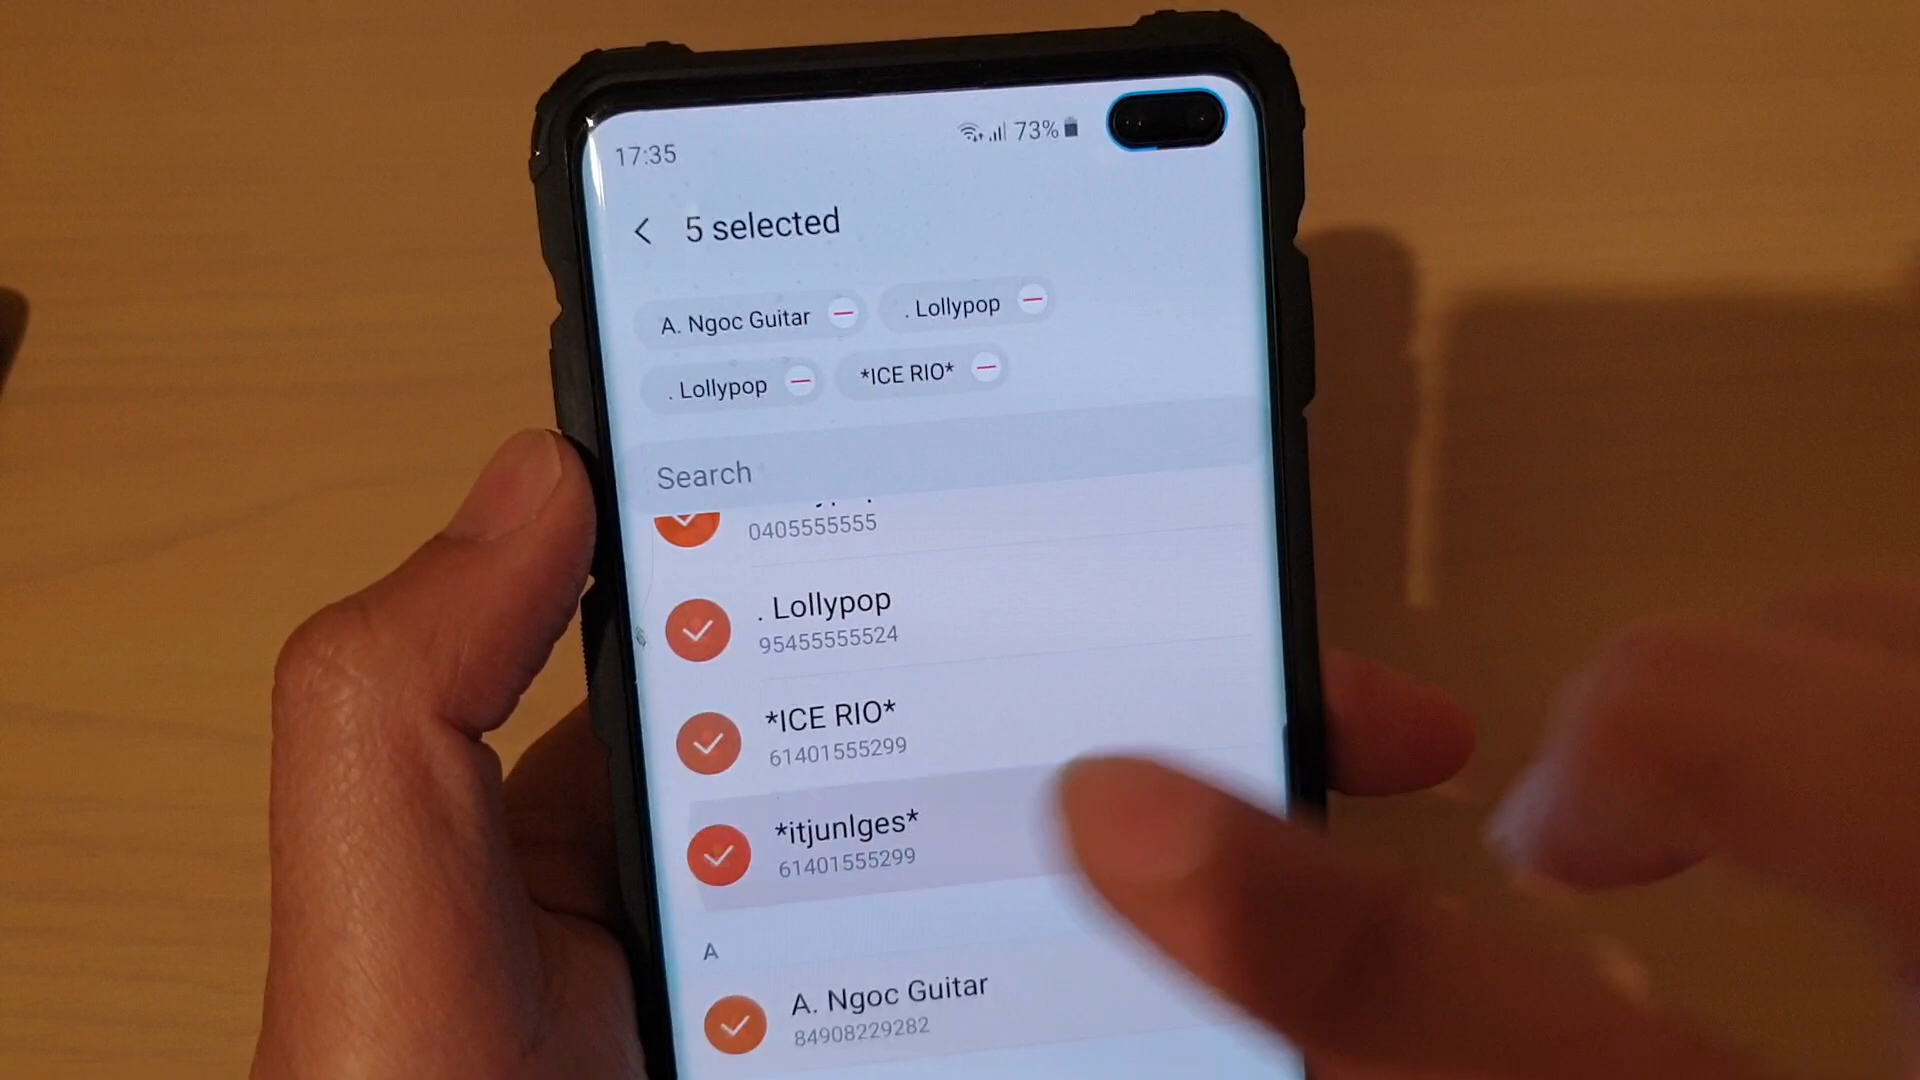 17:35
73%
5 selected
A. Ngoc Guitar
. Lollypop
. Lollypop
*ICE RIO*
Search
0405555555
. Lollypop
95455555524
*ICE RIO*
61401555299
*itjunlges*
61401555299
A
A. Ngoc Guitar
84908229282